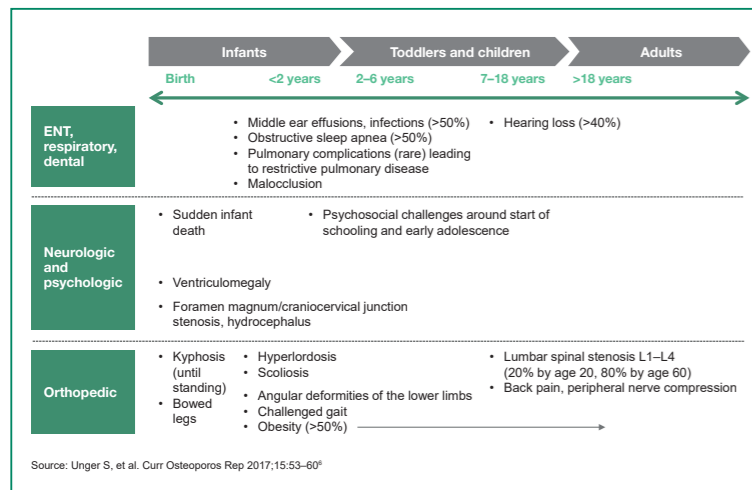 Infants
Toddlers and children
Adults
Birth
<2 years
2–6 years
7–18 years
>18 years
ENT,
respiratory,
dental
• Middle ear effusions, infections (>50%)
• Obstructive sleep apnea (>50%)
• Pulmonary complications (rare) leading
to restrictive pulmonary disease
• Malocclusion
• Hearing loss (>40%)
Neurologic
and
psychologic
• Sudden infant
death
• Psychosocial challenges around start of
schooling and early adolescence
• Ventriculomegaly
• Foramen magnum/craniocervical junction
stenosis, hydrocephalus
Orthopedic
• Kyphosis
(until
standing)
• Bowed
legs
• Hyperlordosis
• Scoliosis
• Angular deformities of the lower limbs
• Challenged gait
• Obesity (>50%)
• Lumbar spinal stenosis L1–L4
(20% by age 20, 80% by age 60)
• Back pain, peripheral nerve compression
Source: Unger S, et al. Curr Osteoporos Rep 2017;15:53–60⁶